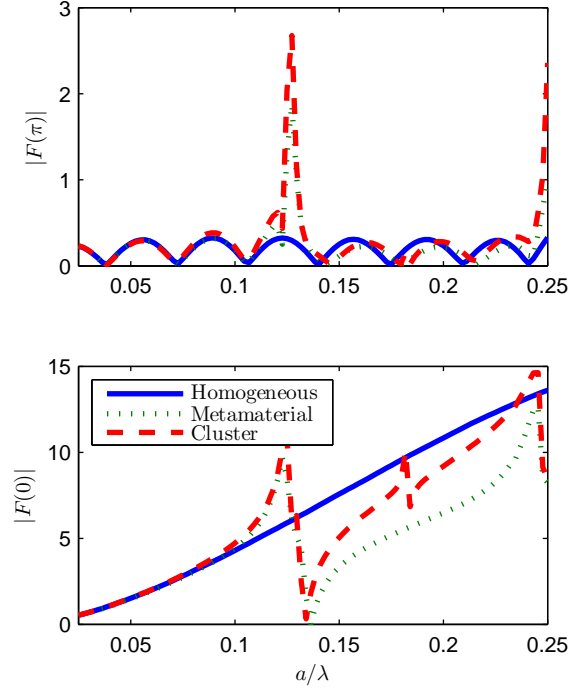 3
2
1
0
|F(π)|
0.05 0.1 0.15 0.2 0.25
15
10
5
0
|F(0)|
Homogeneous
Metamaterial
Cluster
0.05 0.1 0.15 0.2 0.25
a/λ